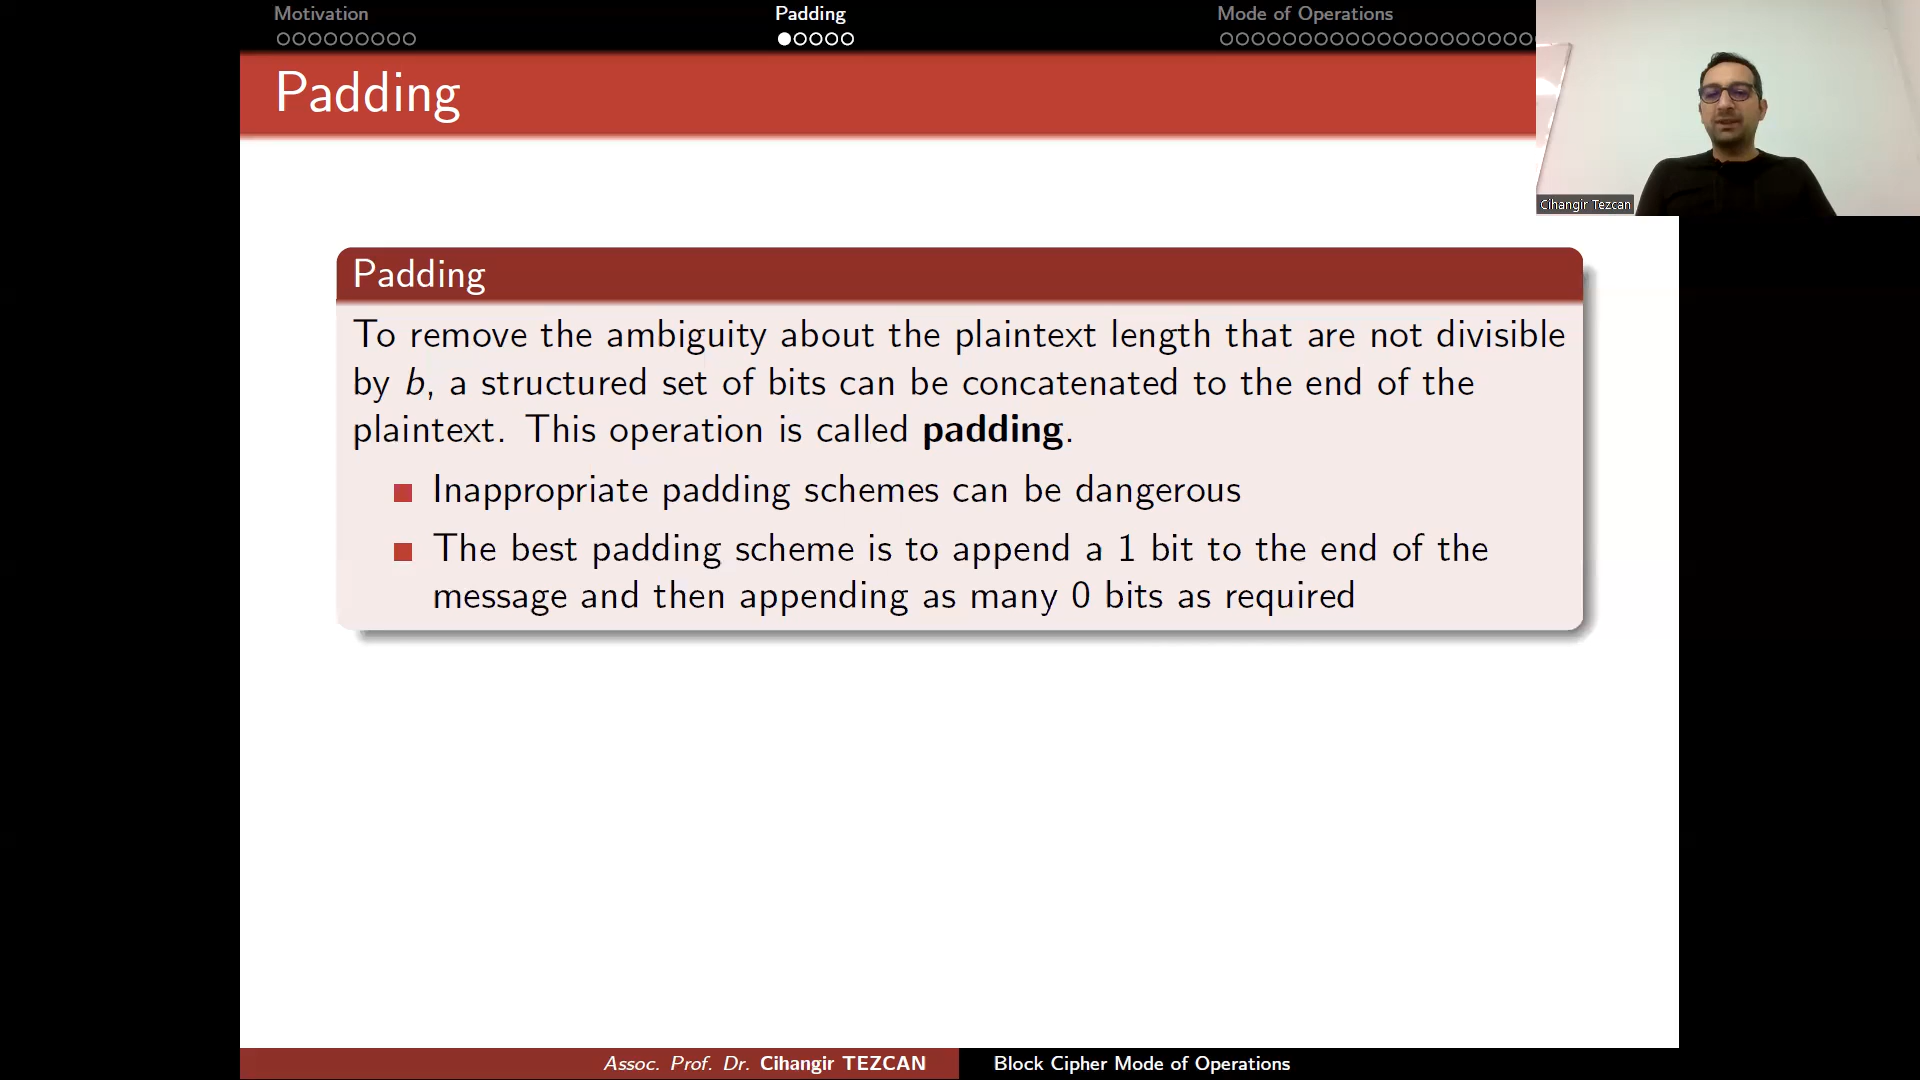 Motivation
Padding
Mode of Operations
Padding
Cihangir Tezcan
Padding
To remove the ambiguity about the plaintext length that are not divisible
by b, a structured set of bits can be concatenated to the end of the
plaintext. This operation is called padding.
Inappropriate padding schemes can be dangerous
The best padding scheme is to append a 1 bit to the end of the
message and then appending as many 0 bits as required
Assoc. Prof. Dr. Cihangir TEZCAN
Block Cipher Mode of Operations